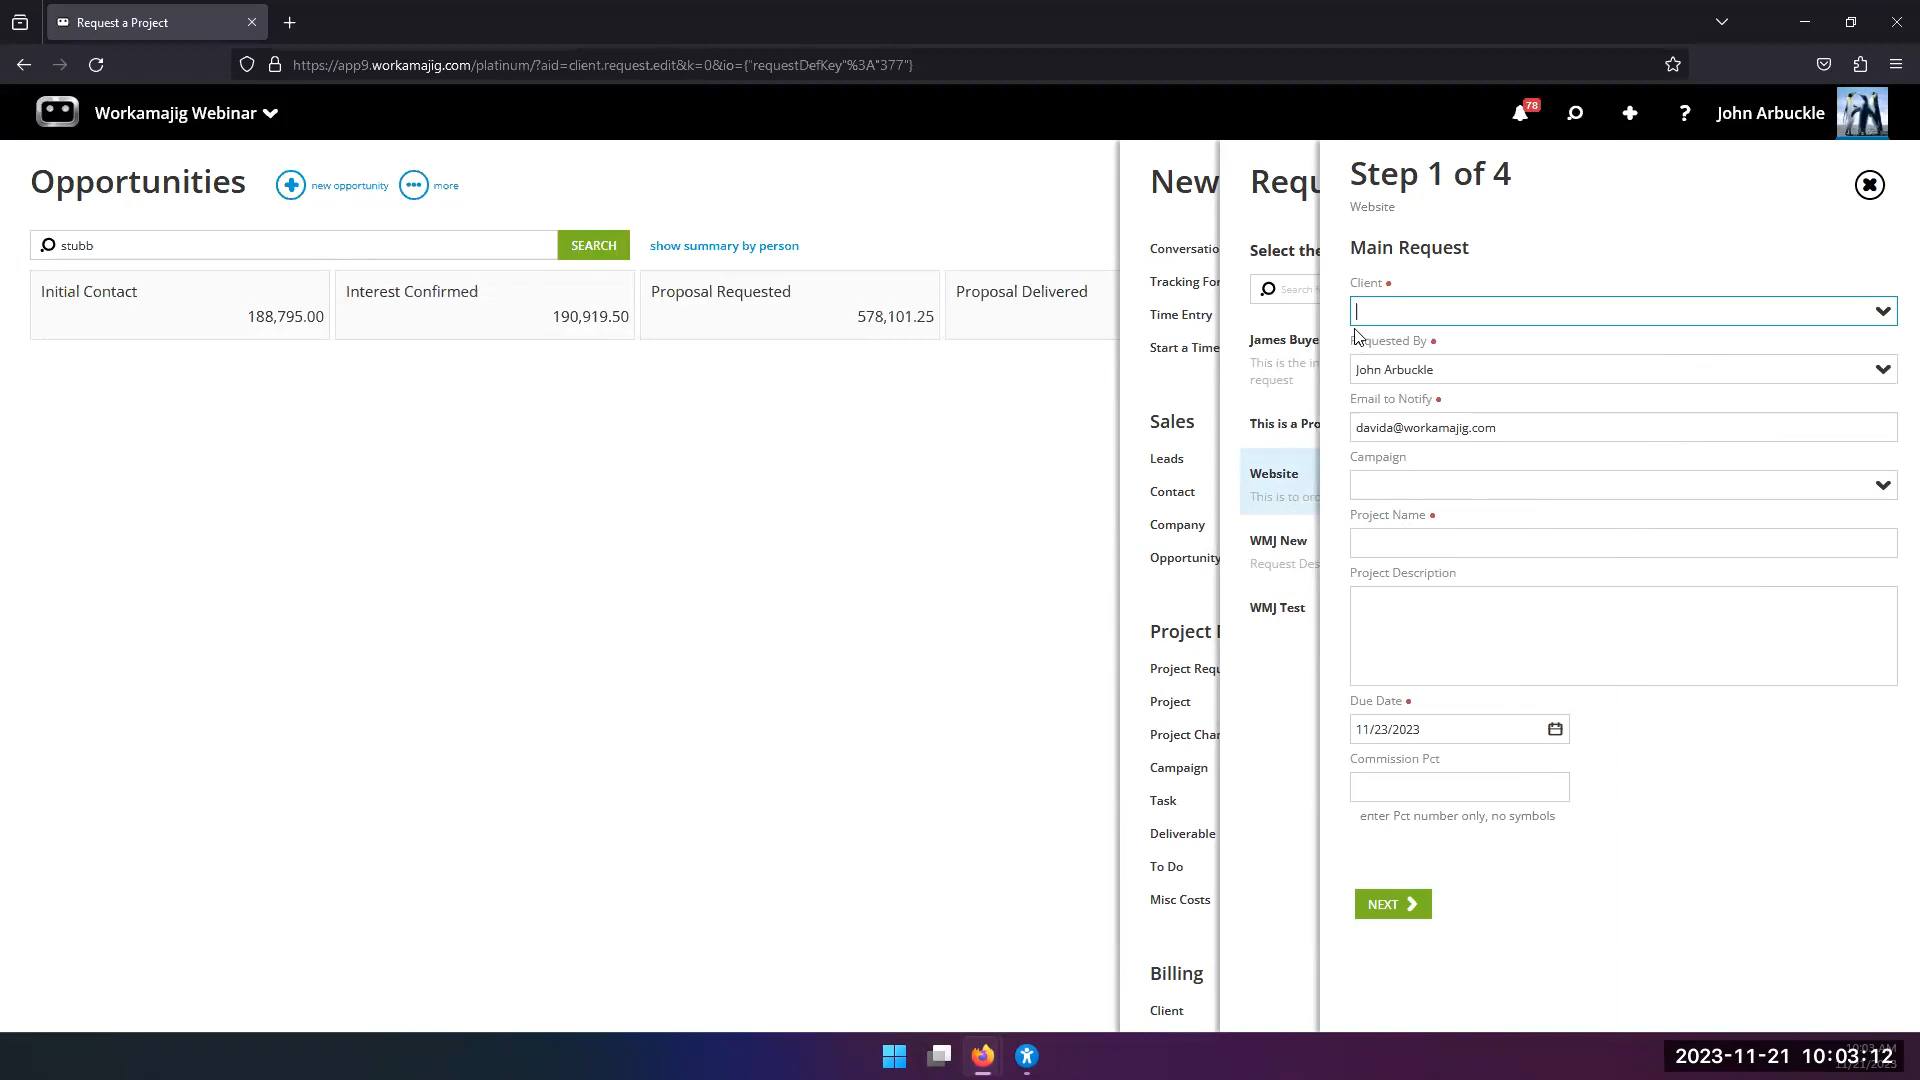 Request a Project
https://app9.workamajig.com/platinum/?aid=client.request.edit&k=0&io={"requestDefKey"%3A"377"}
Workamajig Webinar
78
?
John Arbuckle
Opportunities
new opportunity
more
stubb
SEARCH
show summary by person
Initial Contact
188,795.00
Interest Confirmed
190,919.50
Proposal Requested
578,101.25
Proposal Delivered
New
Conversatio
Tracking For
Time Entry
Start a Time
Sales
Leads
Contact
Company
Opportunity
Project
Project Requ
Project
Project Char
Campaign
Task
Deliverable
To Do
Misc Costs
Billing
Client
Requ
Select the
Search
James Buye
This is the in
request
This is a Pro
Website
This is to or
WMJ New
Request Des
WMJ Test
Step 1 of 4
Website
Main Request
Client
Requested By
John Arbuckle
Email to Notify
davida@workamajig.com
Campaign
Project Name
Project Description
Due Date
11/23/2023
Commission Pct
enter Pct number only, no symbols
NEXT
2023-11-21 10:03:12